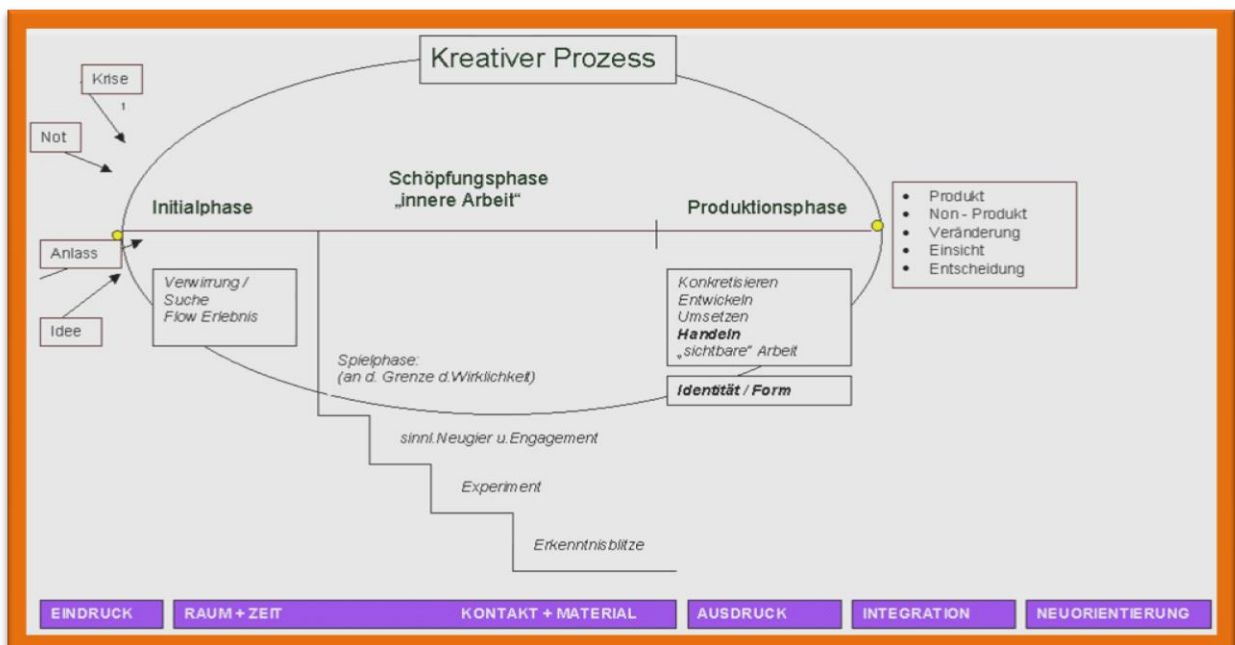 Kreativer Prozess
Krise
1
Not
Anlass
Idee
Initialphase
Schöpfungsphase
„innere Arbeit“
Produktionsphase
Verwirrung /
Suche
Flow Erlebnis
Spielphase:
(an d. Grenze d.Wirklichkeit)
sinnl.Neugier u.Engagement
Experiment
Erkenntnisblitze
Konkretisieren
Entwickeln
Umsetzen
Handeln
„sichtbare“ Arbeit
Identität / Form
• Produkt
• Non - Produkt
• Veränderung
• Einsicht
• Entscheidung
EINDRUCK
RAUM + ZEIT
KONTAKT + MATERIAL
AUSDRUCK
INTEGRATION
NEUORIENTIERUNG